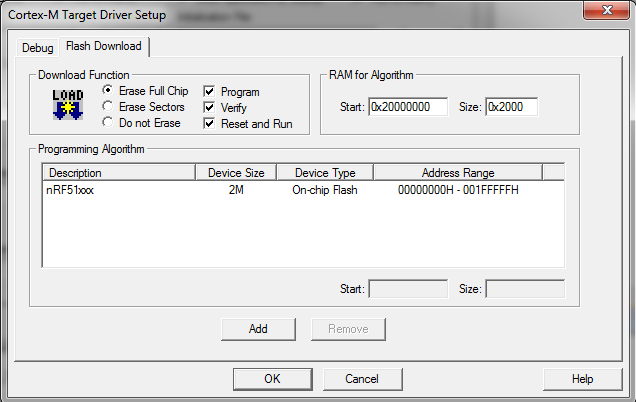 Cortex-M Target Driver Setup
Debug
Flash Download
Download Function
LOAD
Erase Full Chip
Erase Sectors
Do not Erase
Program
Verify
Reset and Run
RAM for Algorithm
Start: 0x20000000 Size: 0x2000
Programming Algorithm
Description Device Size Device Type Address Range
nRF51xxx 2M On-chip Flash 00000000H - 001FFFFFH
Start: Size:
Add Remove
OK Cancel Help